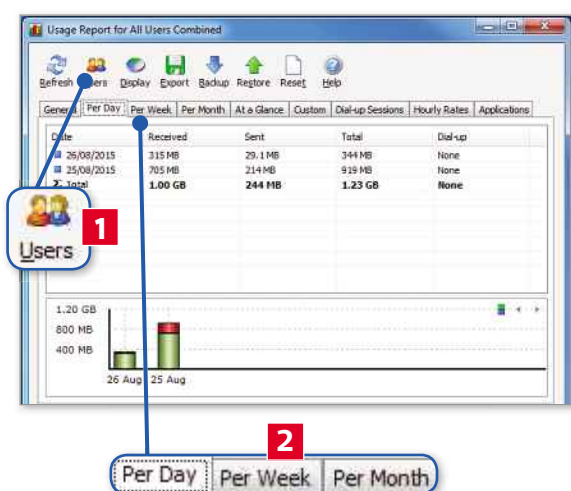 Usage Report for All Users Combined
Refresh Users Display Export Backup Restore Reset Help
General Per Day Per Week Per Month At a Glance Custom Dial-up Sessions Hourly Rates Applications
Date Received Sent Total Dial-up
26/08/2015 315 MB 29.1 MB 344 MB None
25/08/2015 705 MB 214 MB 919 MB None
Σ Total 1.00 GB 244 MB 1.23 GB None
Users
1
1.20 GB
800 MB
400 MB
26 Aug 25 Aug
2
Per Day Per Week Per Month